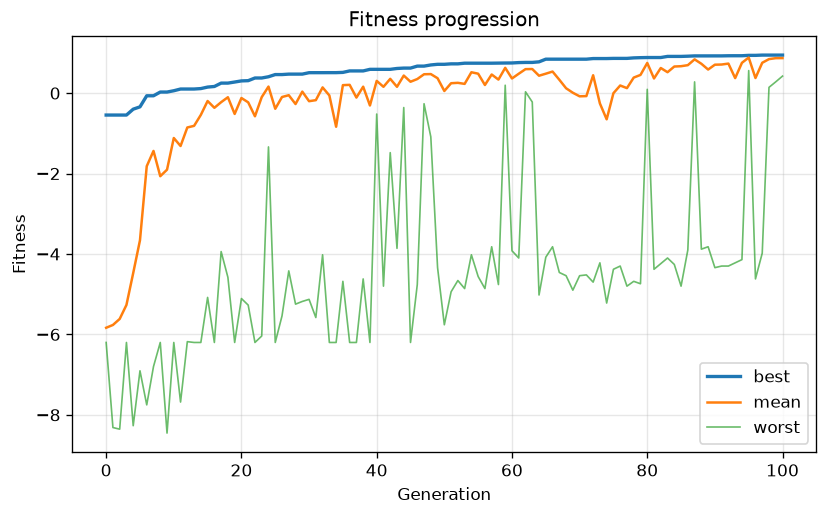 Fitness progression
0
−2
−4
−6
−8
Fitness
0 20 40 60 80 100
Generation
best
mean
worst